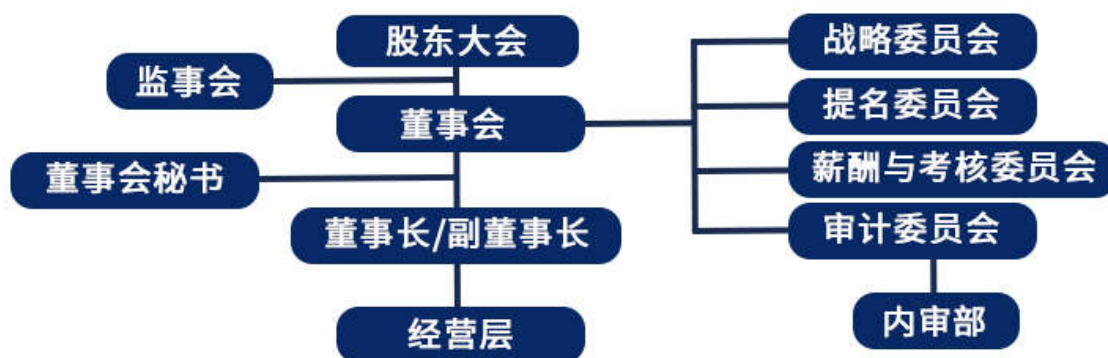 股东大会
监事会
董事会
董事会秘书
董事长/副董事长
经营层
战略委员会
提名委员会
薪酬与考核委员会
审计委员会
内审部